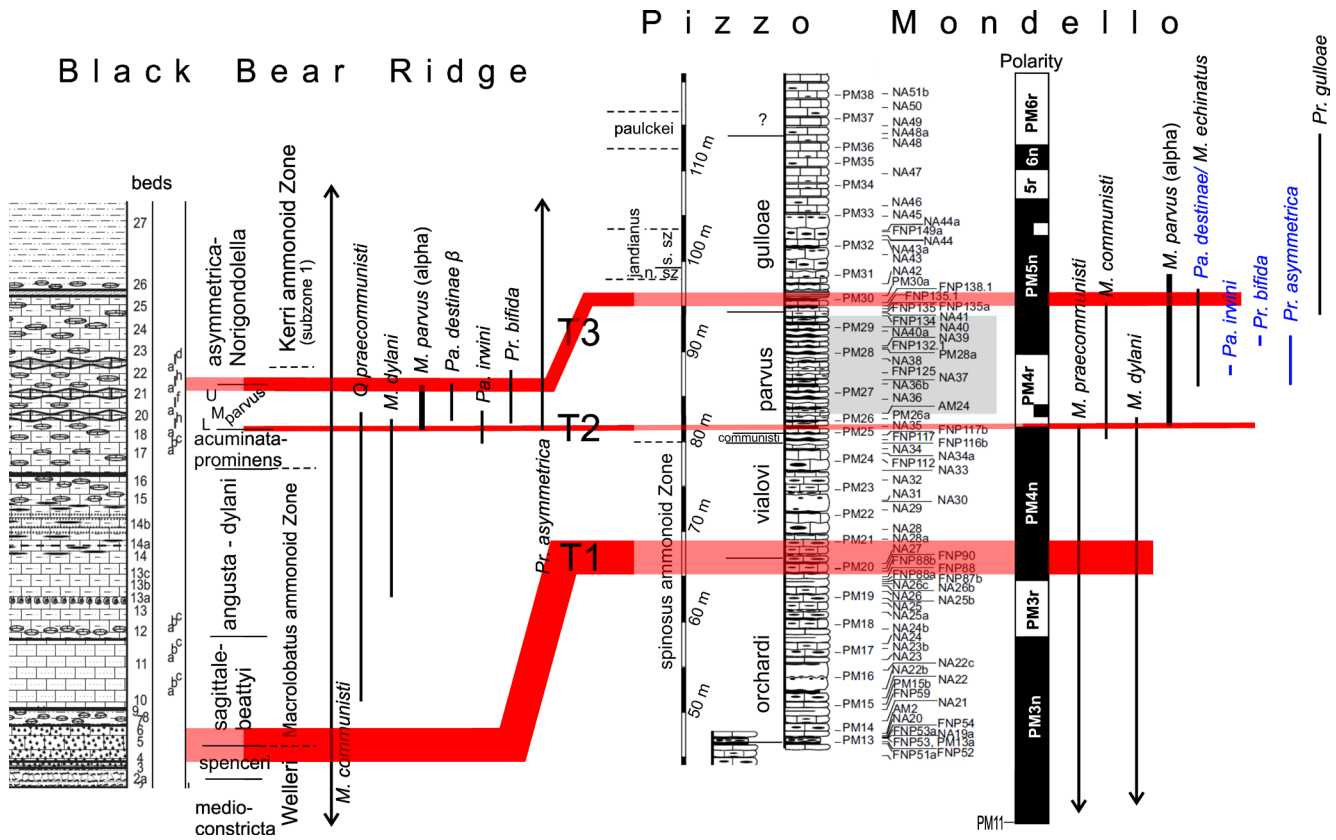 Pizzo Mondello
Black Bear Ridge
beds
27
26
25
24
23
22
21
20
18
17
16
15
14b
14a
14
13c
13b
13a
13
12
11
10
9
7-8
6
5
4
3
2a
2
asymmetrica-
Norigondolella
U
M
L
parvus
acuminata-
prominens
angusta - dylani
sagittale-
beattyi
spenceri
medio-
constricta
Kerri ammonoid Zone
(subzone 1)
Macrolobatus ammonoid Zone
Welleri
M. communisti
Q praecommunisti
M. dylani
M. parvus (alpha)
Pa. destinae β
Pa. irwini
Pr. bifida
Pr. asymmetrica
T3
T2
T1
spinosus ammonoid Zone
paulckei
jandianus
s. sz
n. sz
communisti
110 m
100 m
90 m
80 m
70 m
60 m
50 m
?
gulloae
parvus
vialovi
orchardi
PM38
PM37
PM36
PM35
PM34
PM33
PM32
PM31
PM30a
PM30
PM29
PM28
PM27
PM26
PM25
PM24
PM23
PM22
PM21
PM20
PM19
PM18
PM17
PM16
PM15
PM14
PM13
NA51b
NA50
NA49
NA48a
NA48
NA47
NA46
NA45
NA44a
FNP149a
NA44
NA43a
NA43
NA42
FNP138.1
FNP135.1
FNP135
FNP135a
NA41
FNP134
NA40
NA40a
NA39
FNP132.1
PM28a
NA38
FNP125
NA37
NA36b
NA36
AM24
PM26a
NA35
FNP117b
FNP117
FNP116b
NA34
NA34a
FNP112
NA33
NA32
NA31
NA30
NA29
NA28
NA28a
NA27
FNP90
FNP88b
FNP88
FNP88a
FNP87b
NA26c
NA26b
NA26
NA25b
NA25
NA25a
NA24b
NA24
NA23b
NA23
NA22c
NA22b
NA22
PM15b
FNP59
NA21
AM2
NA20
FNP54
FNP53a
NA19a
FNP53, PM13a
FNP51a
FNP52
Polarity
PM6r
6n
5r
PM5n
PM4r
PM4n
PM3r
PM3n
PM11
M. praecommunisti
M. communisti
M. dylani
M. parvus (alpha)
Pa. destinae/ M. echinatus
Pa. irwini
Pr. bifida
Pr. asymmetrica
Pr. gulloae